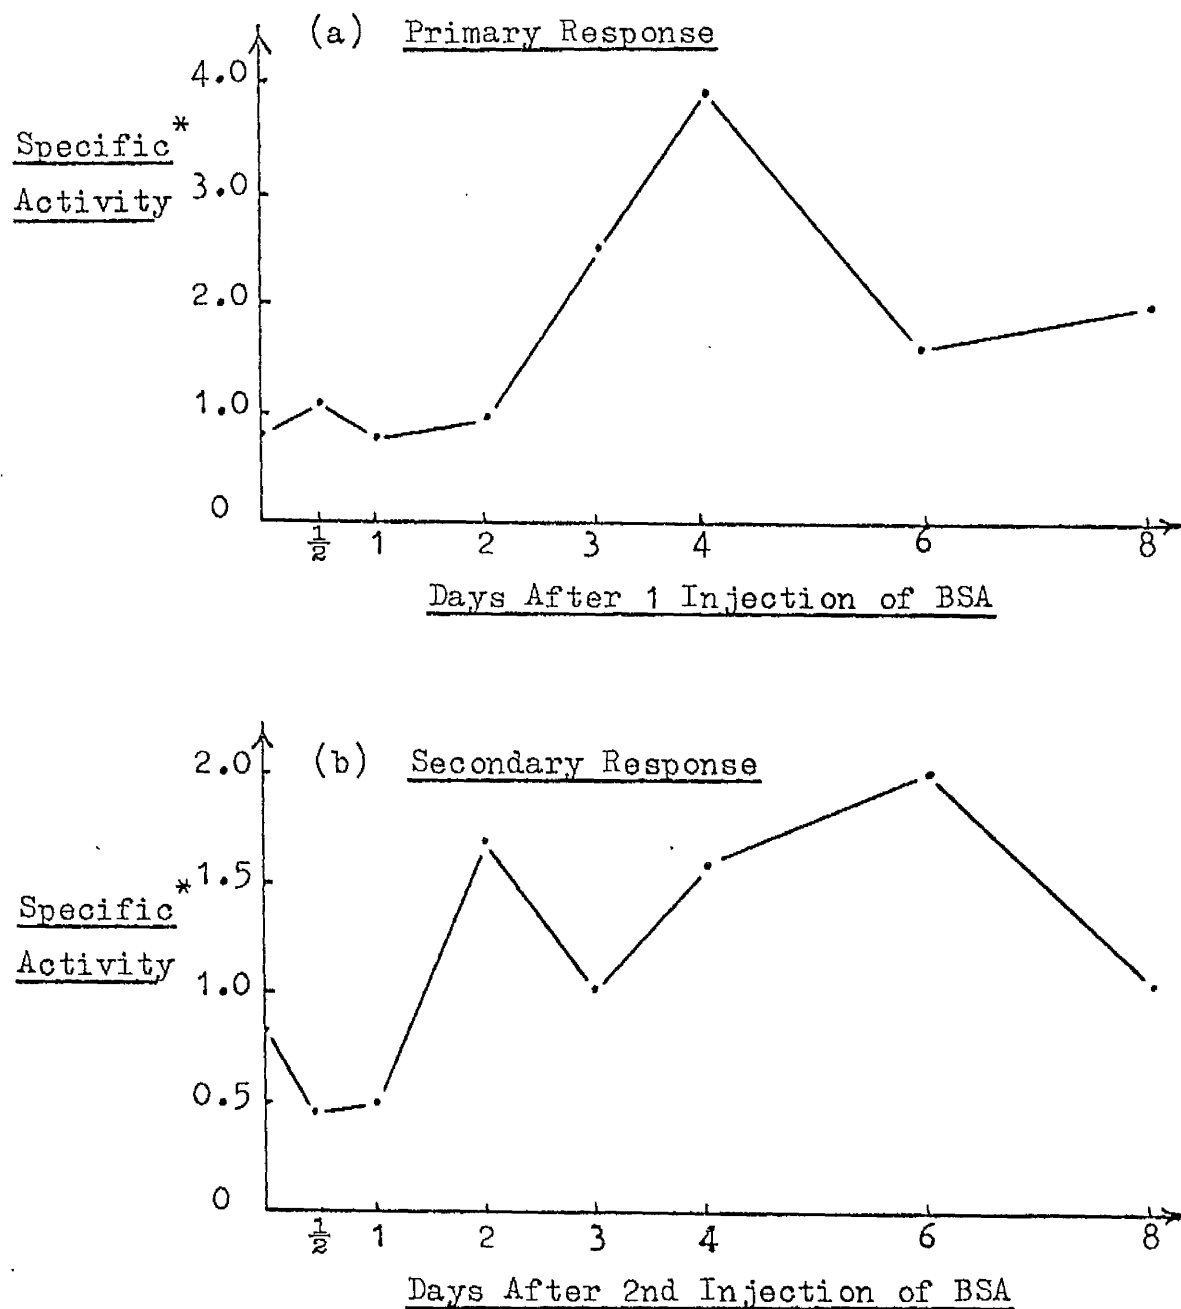 (a) Primary Response
4.0
Specific*
Activity
3.0
2.0
1.0
0
½ 1 2 3 4 6 8
Days After 1 Injection of BSA
(b) Secondary Response
2.0
1.5
Specific*
Activity
1.0
0.5
0
½ 1 2 3 4 6 8
Days After 2nd Injection of BSA